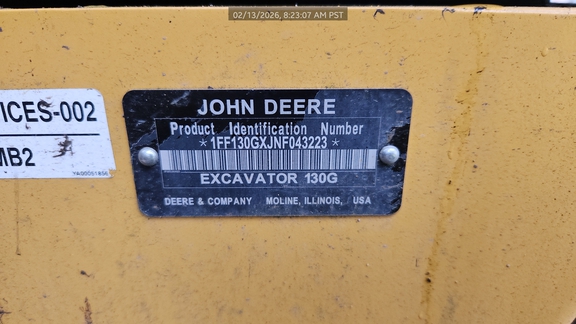 02/13/2026, 8:23:07 AM PST
ICES-002
MB2
YA00051856
JOHN DEERE
Product Identification Number
*1FF130GXJNF043223*
EXCAVATOR 130G
DEERE & COMPANY MOLINE, ILLINOIS, USA